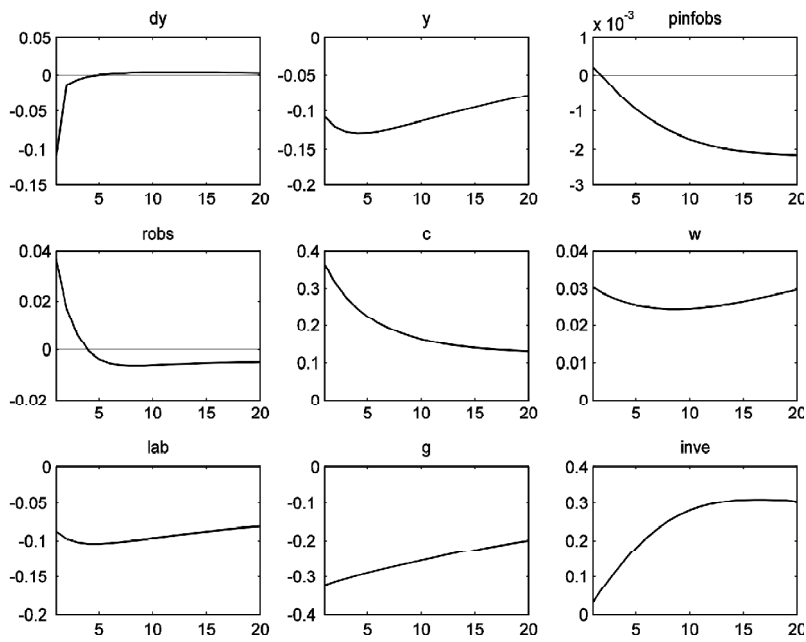 dy y pinfobs
x 10⁻³
0.05 0 1
0 -0.05 0
-0.05 -0.1 -1
-0.1 -0.15 -2
-0.15 -0.2 -3
5 10 15 20 5 10 15 20 5 10 15 20
robs c w
0.04 0.4 0.04
0.02 0.3 0.03
0 0.2 0.02
0.1 0.01
-0.02 0 0
5 10 15 20 5 10 15 20 5 10 15 20
lab g inve
0 0 0.4
-0.05 -0.1 0.3
-0.1 -0.2 0.2
-0.15 -0.3 0.1
-0.2 -0.4 0
5 10 15 20 5 10 15 20 5 10 15 20